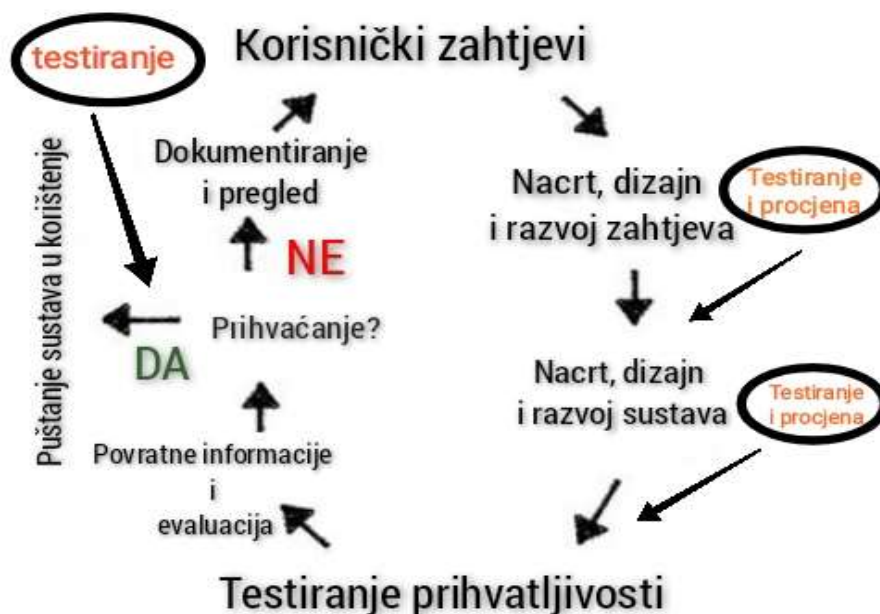 testiranje
Korisnički zahtjevi
Dokumentiranje
i pregled
Nacrt, dizajn
i razvoj zahtjeva
Testiranje
i procjena
NE
Puštanje sustava u korištenje
Prihvaćanje?
DA
Nacrt, dizajn
i razvoj sustava
Testiranje
i procjena
Povratne informacije
i
evaluacija
Testiranje prihvatljivosti